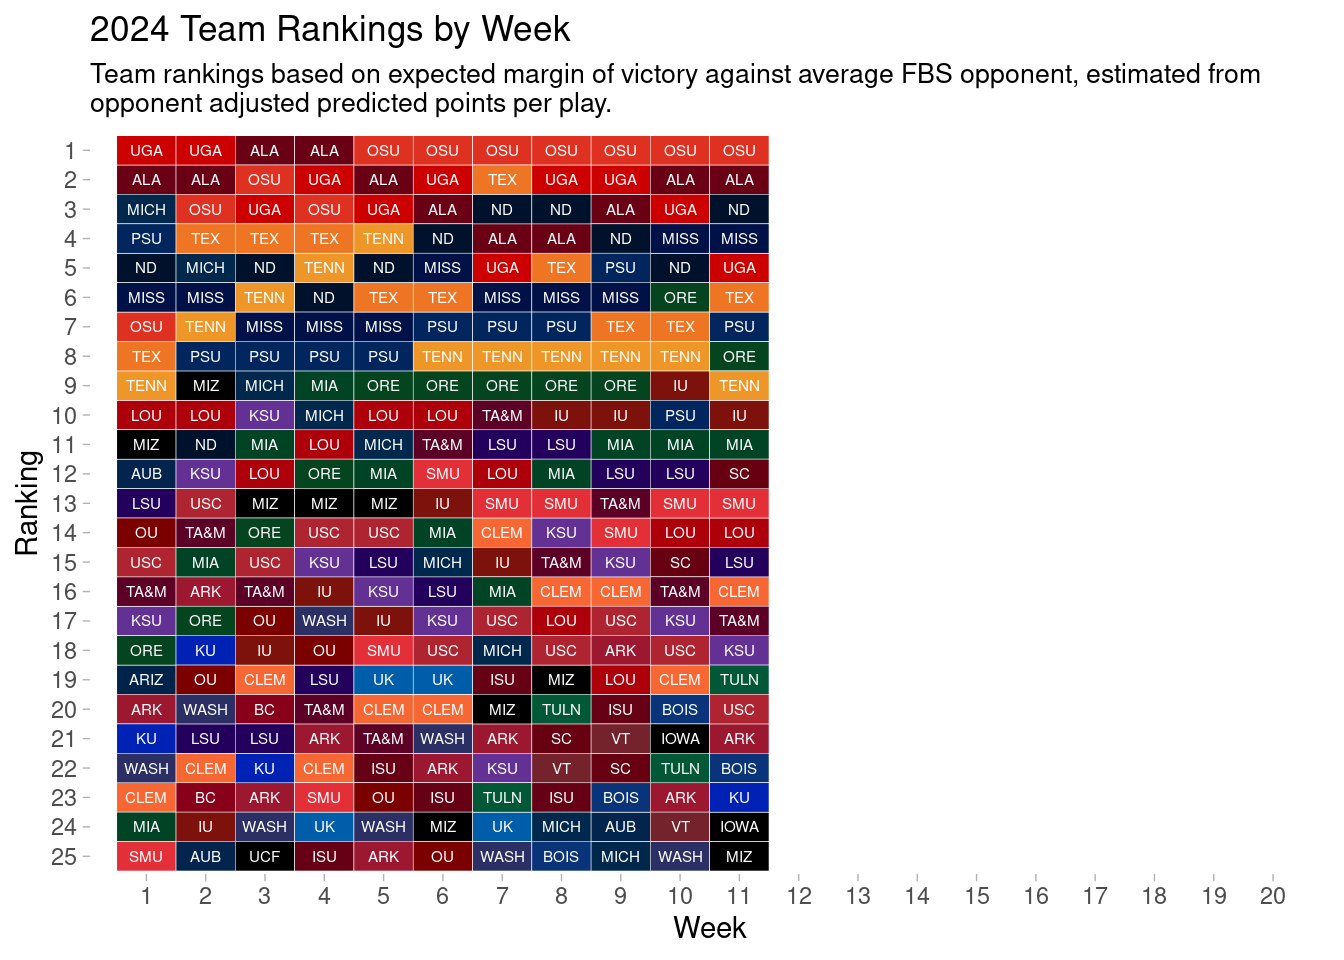 2024 Team Rankings by Week
Team rankings based on expected margin of victory against average FBS opponent, estimated from
opponent adjusted predicted points per play.
Ranking
1 UGA UGA ALA ALA OSU OSU OSU OSU OSU OSU OSU
2 ALA ALA OSU UGA ALA UGA TEX UGA UGA ALA ALA
3 MICH OSU UGA OSU UGA ALA ND ND ALA UGA ND
4 PSU TEX TEX TEX TENN ND ALA ALA ND MISS MISS
5 ND MICH ND TENN ND MISS UGA TEX PSU ND UGA
6 MISS MISS TENN ND TEX TEX MISS MISS MISS ORE TEX
7 OSU TENN MISS MISS MISS PSU PSU PSU TEX TEX PSU
8 TEX PSU PSU PSU PSU TENN TENN TENN TENN TENN ORE
9 TENN MIZ MICH MIA ORE ORE ORE ORE ORE IU TENN
10 LOU LOU KSU MICH LOU LOU TA&M IU IU PSU IU
11 MIZ ND MIA LOU MICH TA&M LSU LSU MIA MIA MIA
12 AUB KSU LOU ORE MIA SMU LOU MIA LSU LSU SC
13 LSU USC MIZ MIZ MIZ IU SMU SMU TA&M SMU SMU
14 OU TA&M ORE USC USC MIA CLEM KSU SMU LOU LOU
15 USC MIA USC KSU LSU MICH IU TA&M KSU SC LSU
16 TA&M ARK TA&M IU KSU LSU MIA CLEM CLEM TA&M CLEM
17 KSU ORE OU WASH IU KSU USC LOU USC KSU TA&M
18 ORE KU IU OU SMU USC MICH USC ARK USC KSU
19 ARIZ OU CLEM LSU UK UK ISU MIZ LOU CLEM TULN
20 ARK WASH BC TA&M CLEM CLEM MIZ TULN ISU BOIS USC
21 KU LSU LSU ARK TA&M WASH ARK SC VT IOWA ARK
22 WASH CLEM KU CLEM ISU ARK KSU VT SC TULN BOIS
23 CLEM BC ARK SMU OU ISU TULN ISU BOIS ARK KU
24 MIA IU WASH UK WASH MIZ UK MICH AUB VT IOWA
25 SMU AUB UCF ISU ARK OU WASH BOIS MICH WASH MIZ
1 2 3 4 5 6 7 8 9 10 11 12 13 14 15 16 17 18 19 20
Week